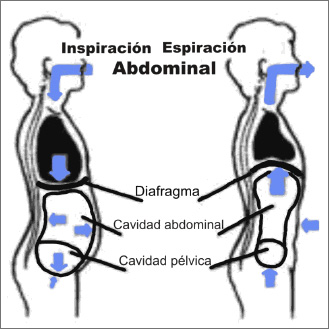 Inspiración Espiración
Abdominal
Diafragma
Cavidad abdominal
Cavidad pélvica